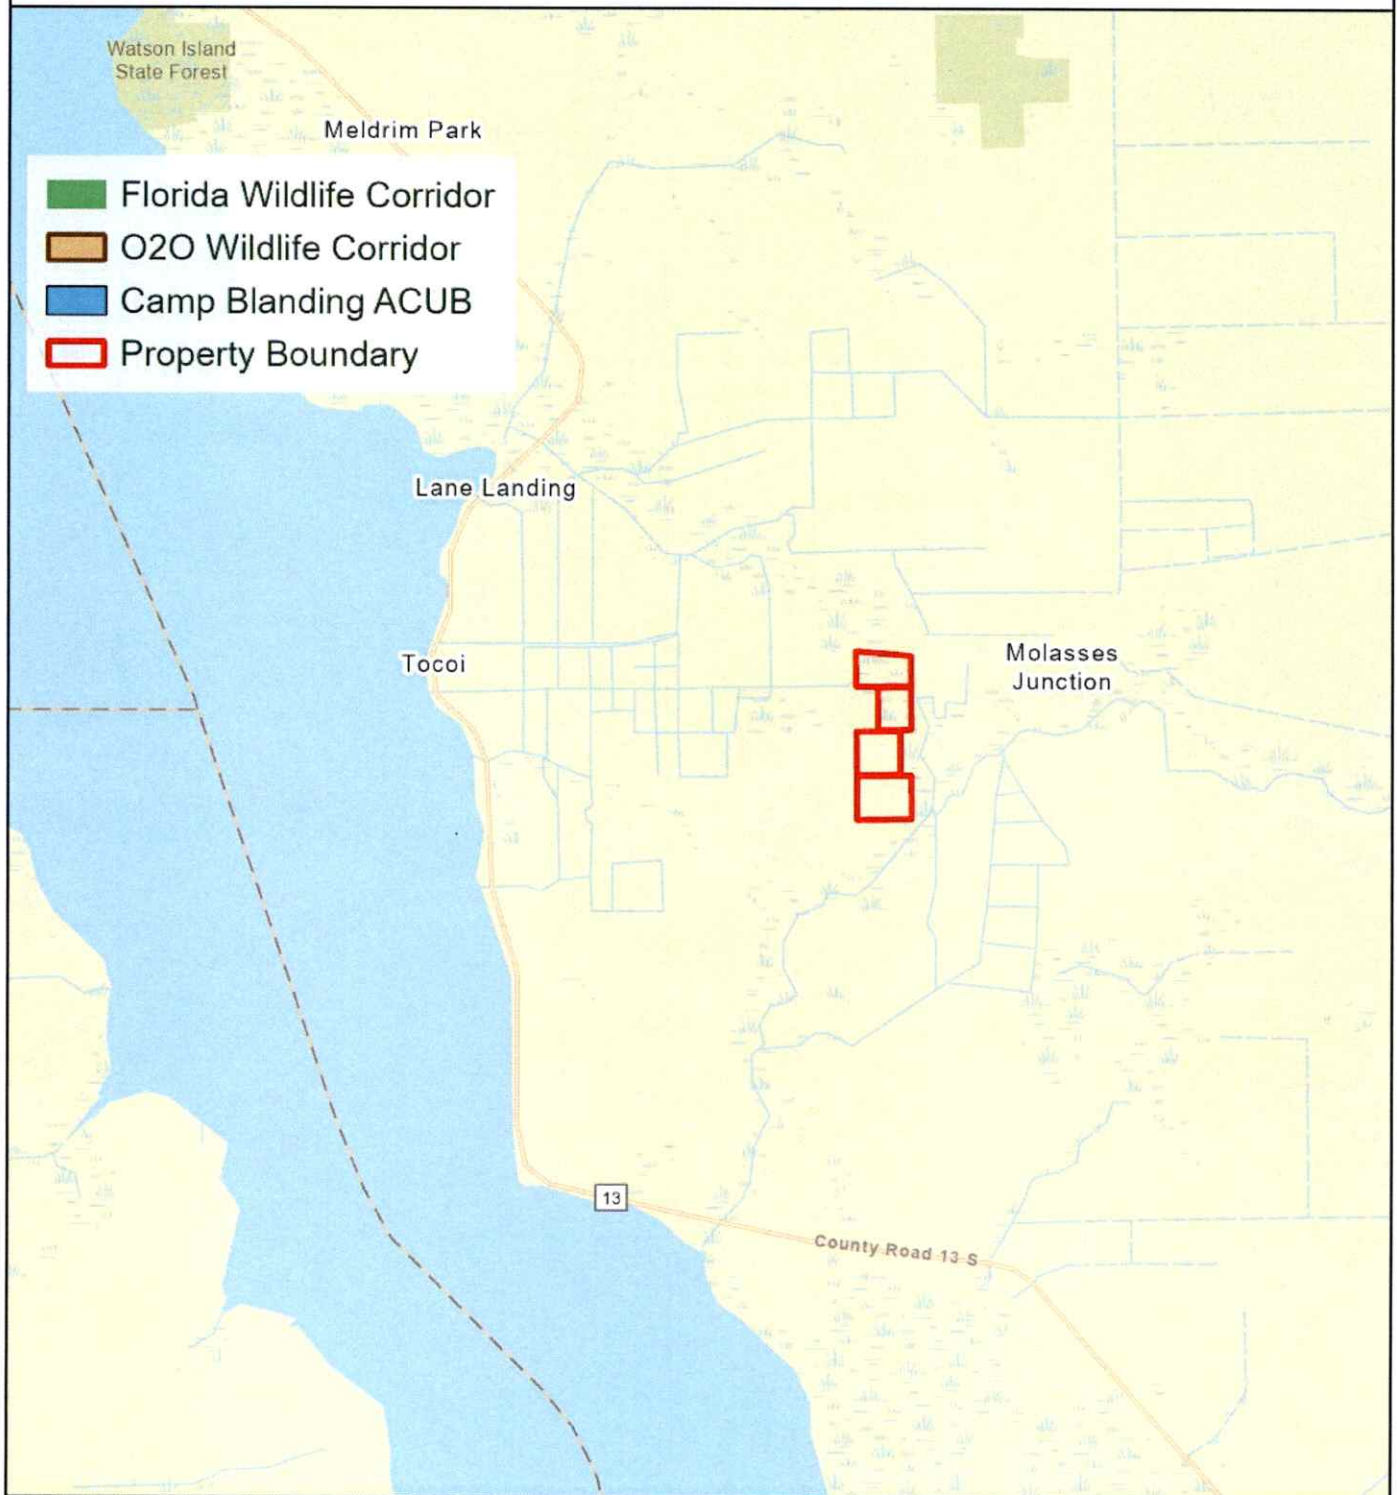 Watson Island
State Forest
Meldrim Park
Florida Wildlife Corridor
O2O Wildlife Corridor
Camp Blanding ACUB
Property Boundary
Lane Landing
Tocoi
Molasses
Junction
13
County Road 13 S